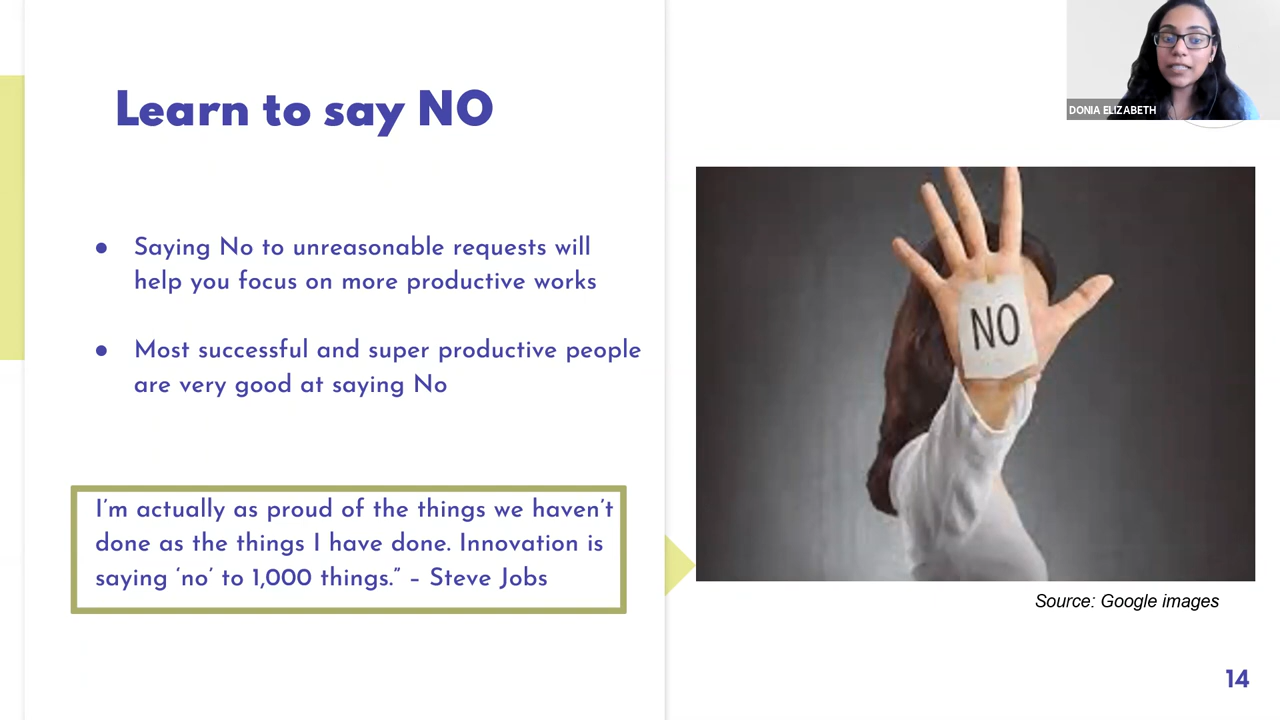 Learn to say NO
● Saying No to unreasonable requests will
help you focus on more productive works
● Most successful and super productive people
are very good at saying No
I'm actually as proud of the things we haven't
done as the things I have done. Innovation is
saying 'no' to 1,000 things.” – Steve Jobs
DONIA ELIZABETH
NO
Source: Google images
14